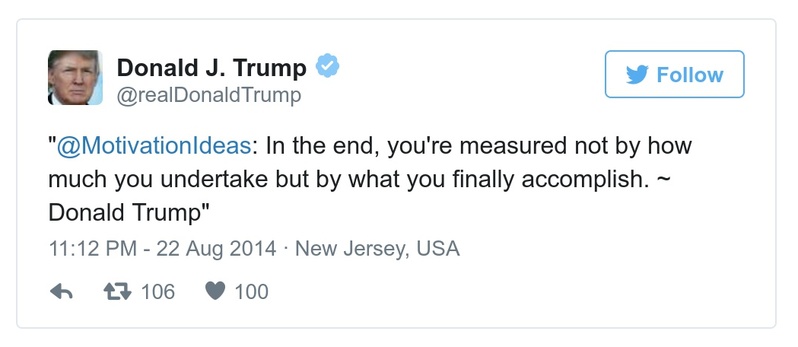 Donald J. Trump
@realDonaldTrump
Follow
"@MotivationIdeas: In the end, you're measured not by how
much you undertake but by what you finally accomplish. ~
Donald Trump"
11:12 PM - 22 Aug 2014 · New Jersey, USA
106 100